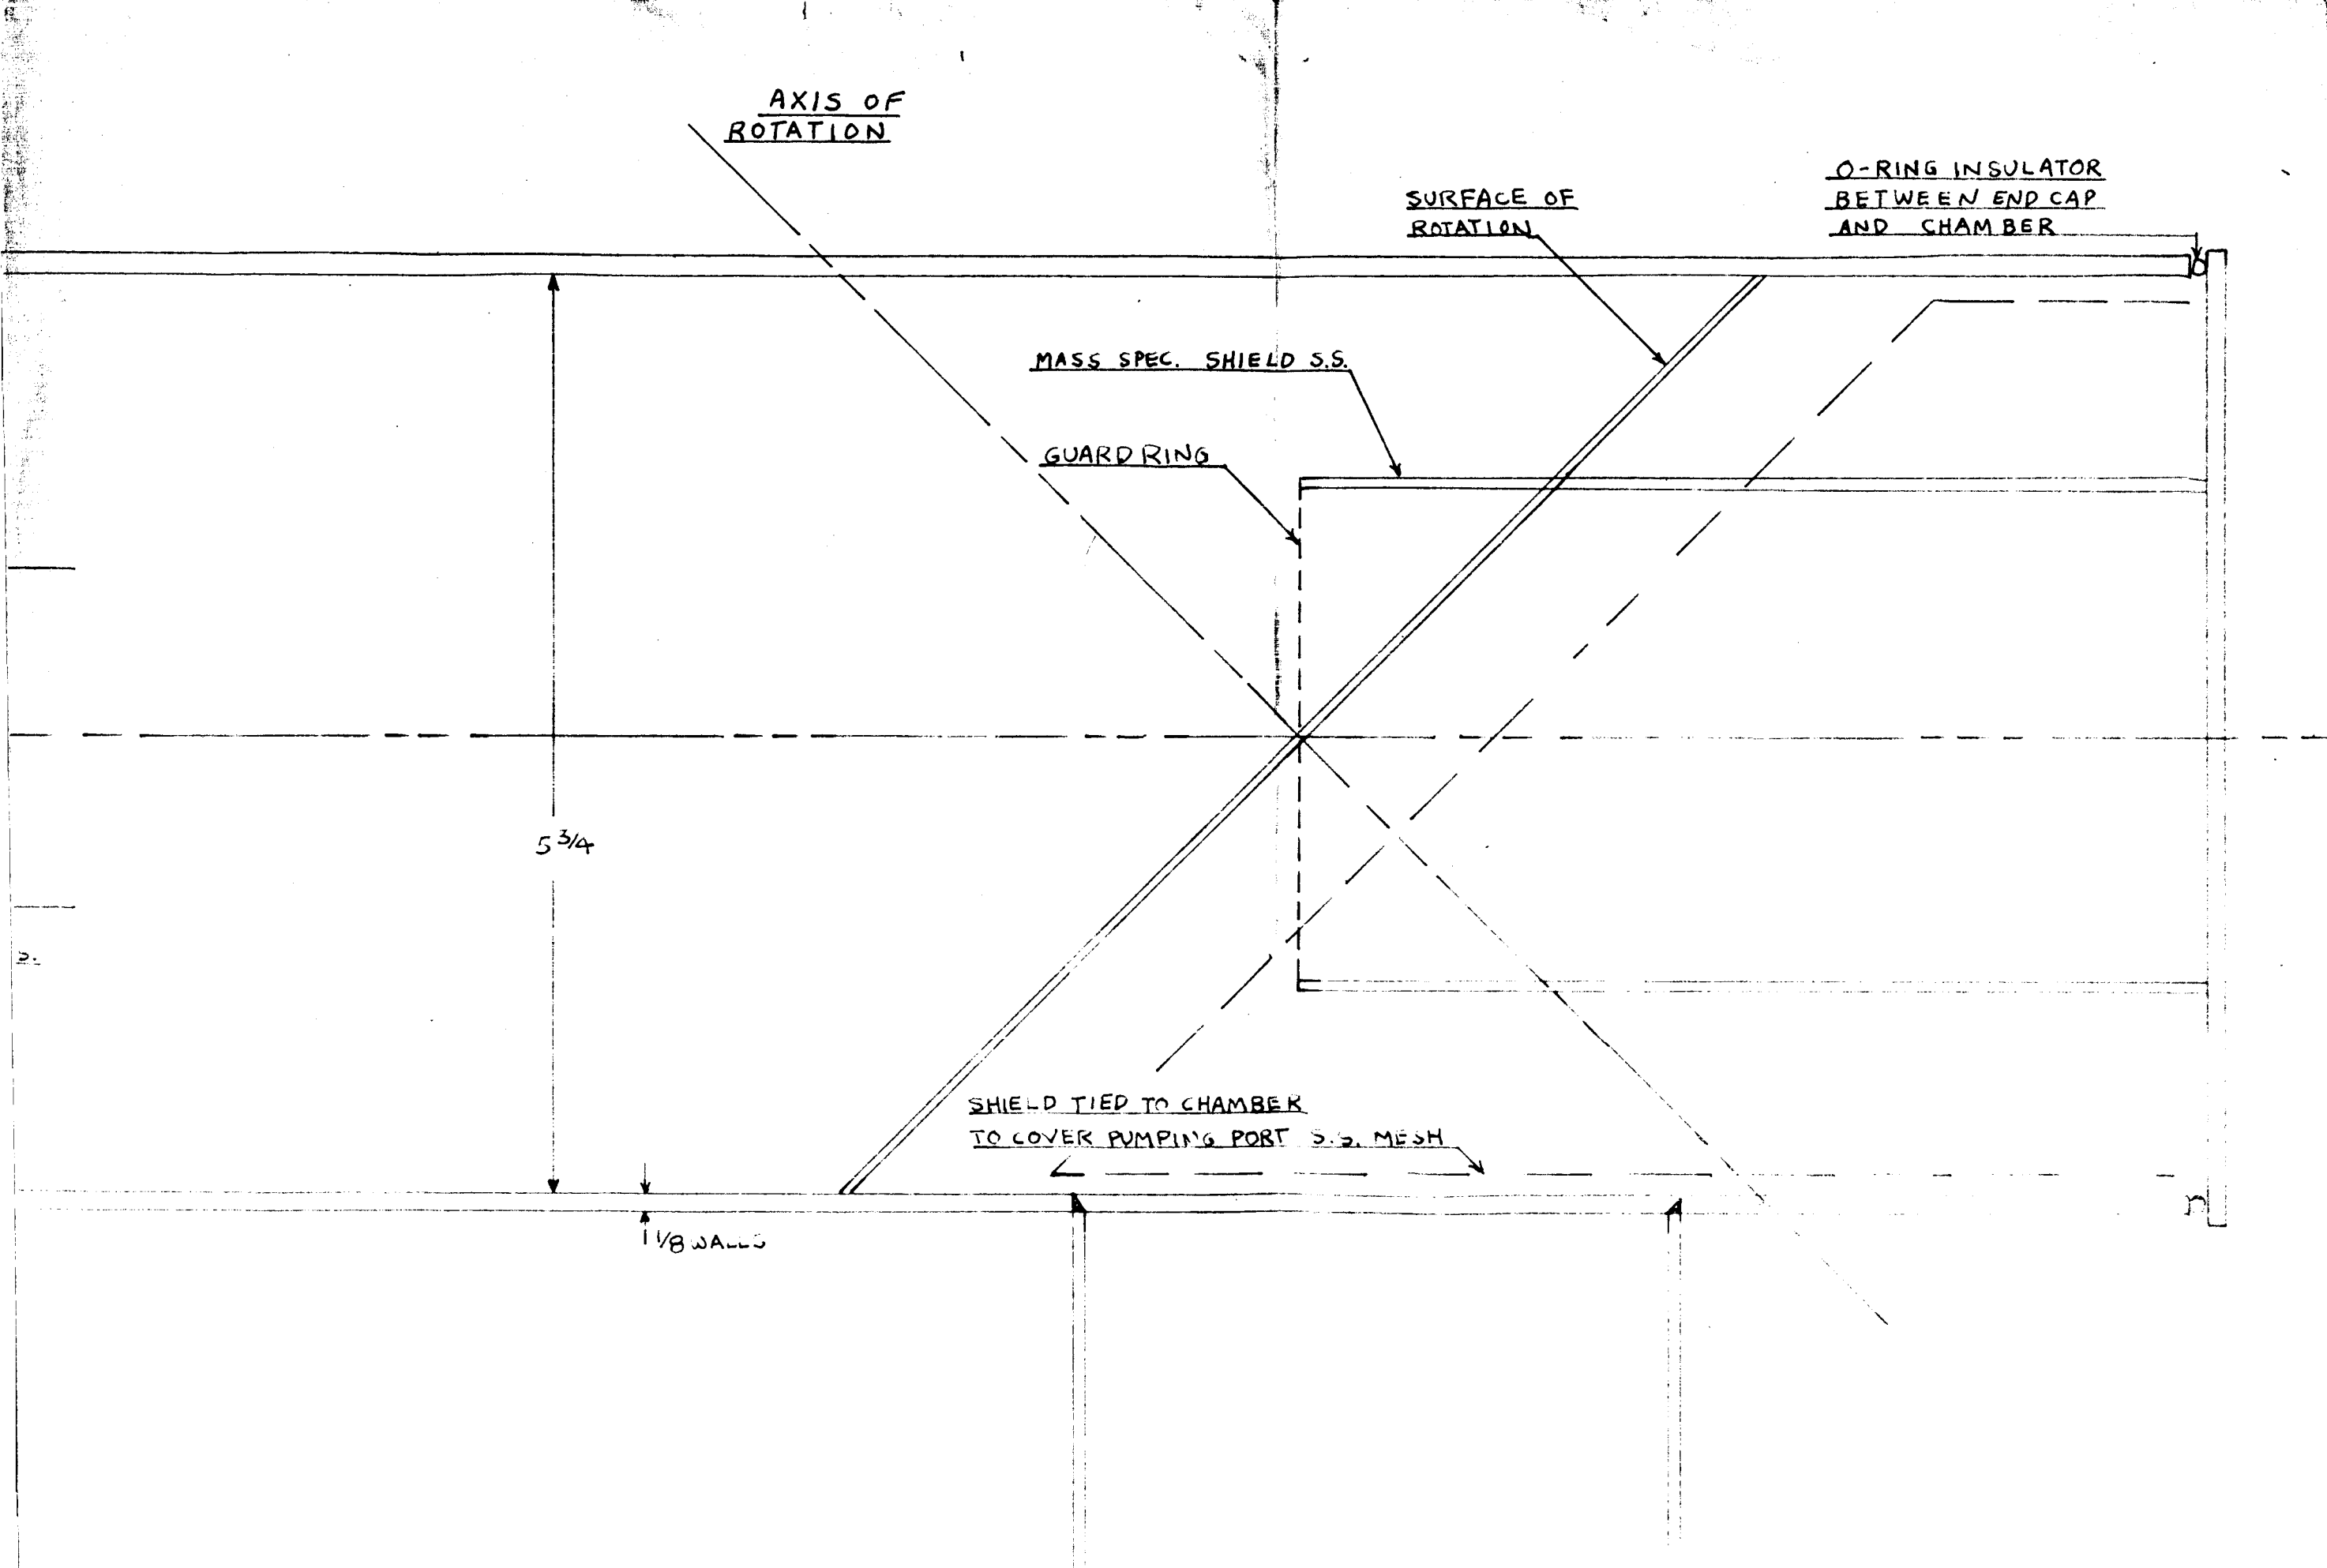 AXIS OF
ROTATION
SURFACE OF
ROTATION
O-RING INSULATOR
BETWEEN END CAP
AND CHAMBER
MASS SPEC. SHIELD S.S.
GUARD RING
5 3/4
S.
SHIELD TIED TO CHAMBER
TO COVER PUMPING PORT S.S. MESH
1/8 WALLS